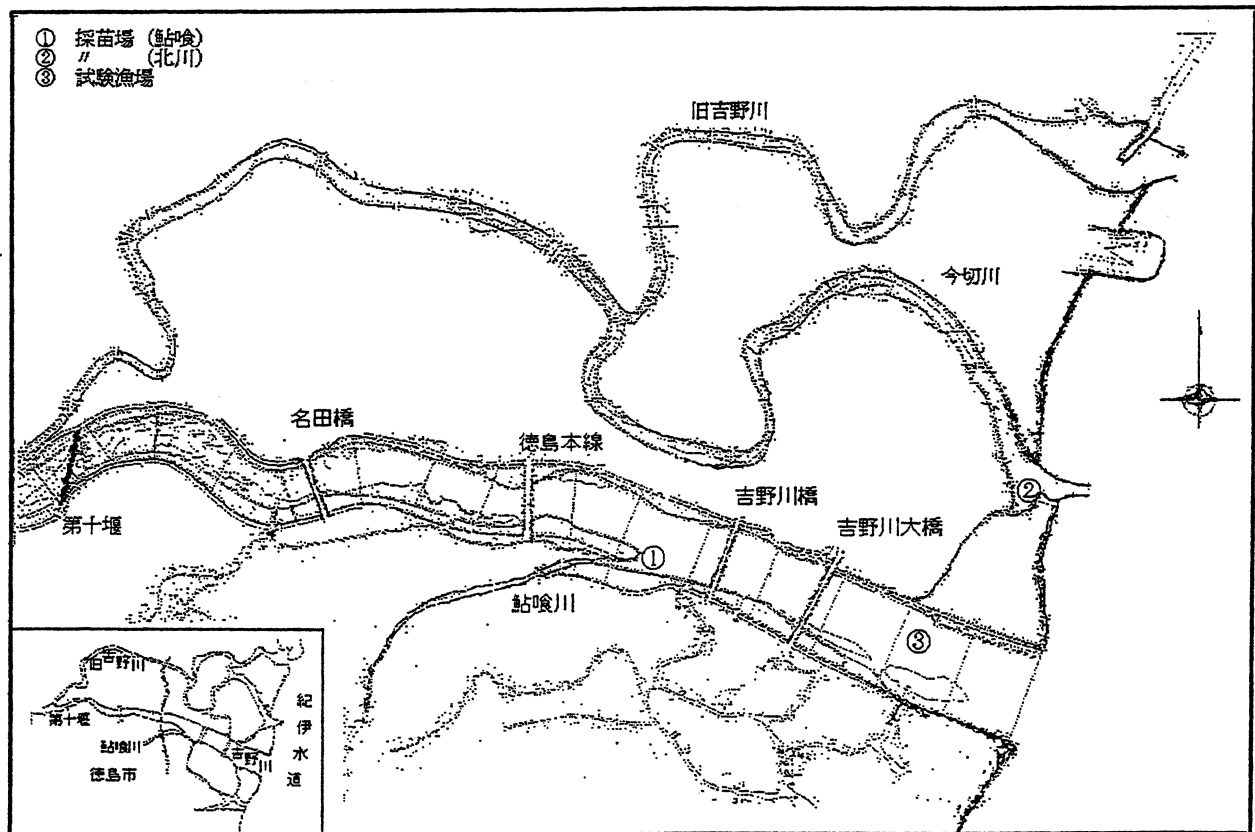 ① 採苗場 (鮎喰)
② 〃 (北川)
③ 試験漁場
旧吉野川
今切川
名田橋
徳島本線
吉野川橋
吉野川大橋
第十堰
鮎喰川
①
②
③
旧吉野川
第十堰
鮎喰川
吉野川
徳島市
紀伊水道